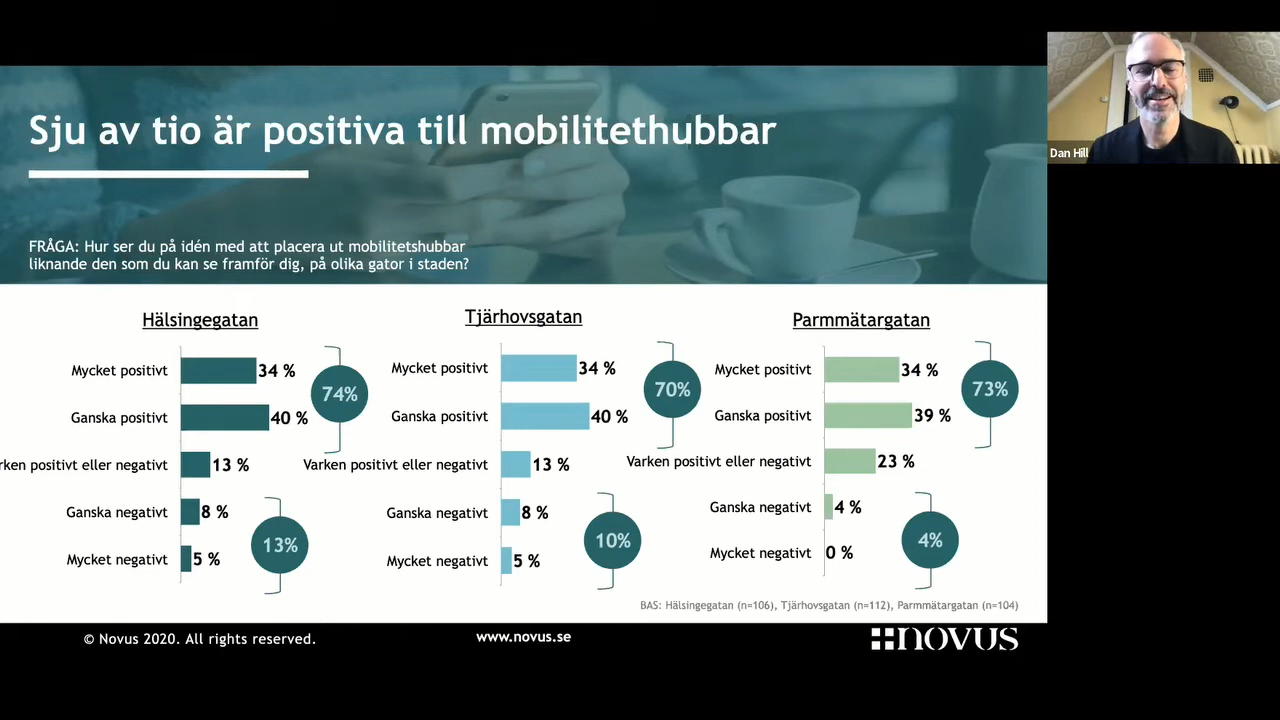 Sju av tio är positiva till mobilitethubbar
Dan Hill
FRÅGA: Hur ser du på idén med att placera ut mobilitetshubbar
liknande den som du kan se framför dig, på olika gator i staden?
Hälsingegatan
Mycket positivt 34 %
Ganska positivt 40 %
74%
rken positivt eller negativt 13 %
Ganska negativt 8 %
Mycket negativt 5 %
13%
Tjärhovsgatan
Mycket positivt 34 %
Ganska positivt 40 %
70%
Varken positivt eller negativt 13 %
Ganska negativt 8 %
Mycket negativt 5 %
10%
Parmmätargatan
Mycket positivt 34 %
Ganska positivt 39 %
73%
Varken positivt eller negativt 23 %
Ganska negativt 4 %
Mycket negativt 0 %
4%
BAS: Hälsingegatan (n=106), Tjärhovsgatan (n=112), Parmmätargatan (n=104)
© Novus 2020. All rights reserved.
www.novus.se
novus